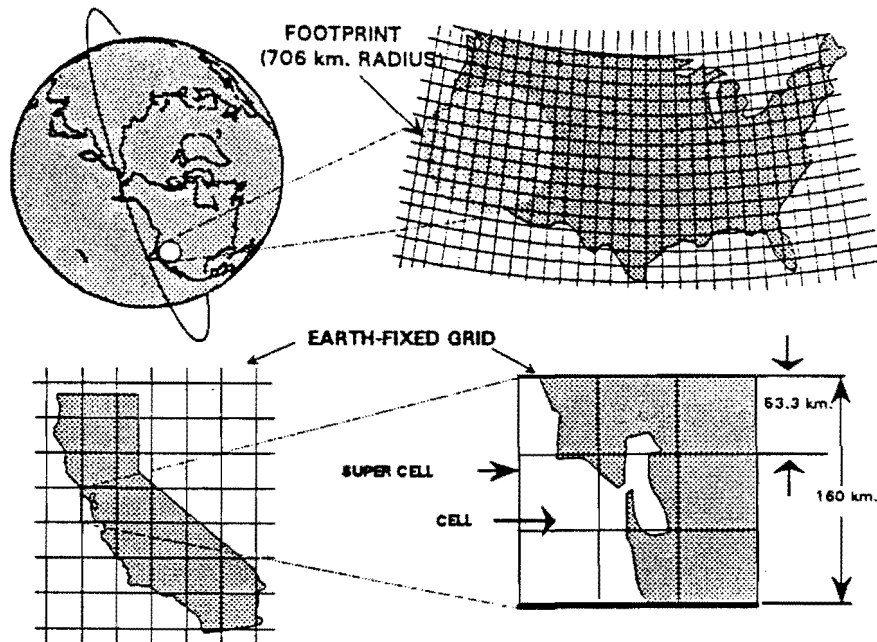 FOOTPRINT
(706 km. RADIUS)
EARTH-FIXED GRID
SUPER CELL
CELL
53.3 km.
160 km.